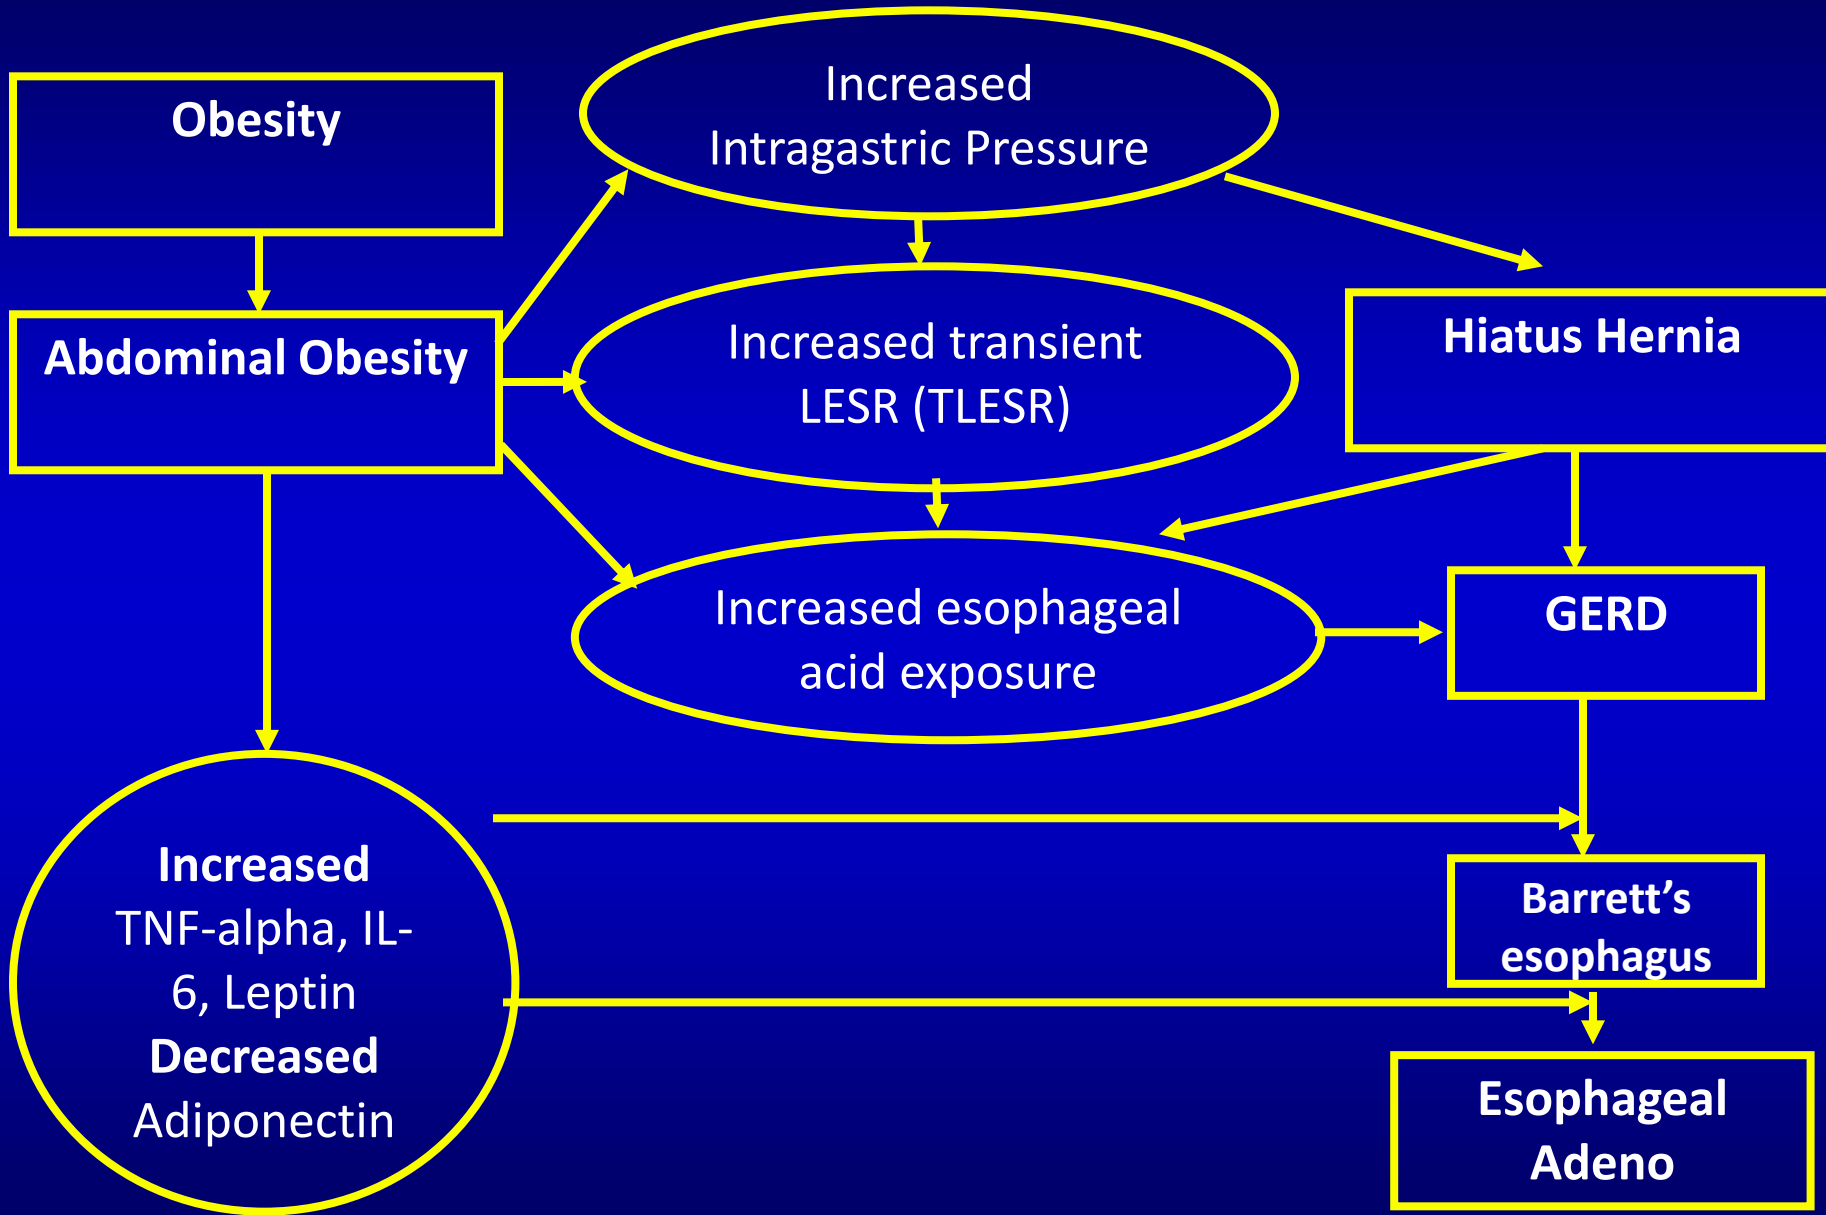 Obesity
Increased
Intragastric Pressure
Abdominal Obesity
Increased transient
LESR (TLESR)
Hiatus Hernia
Increased esophageal
acid exposure
GERD
Increased
TNF-alpha, IL-
6, Leptin
Decreased
Adiponectin
Barrett’s
esophagus
Esophageal
Adeno